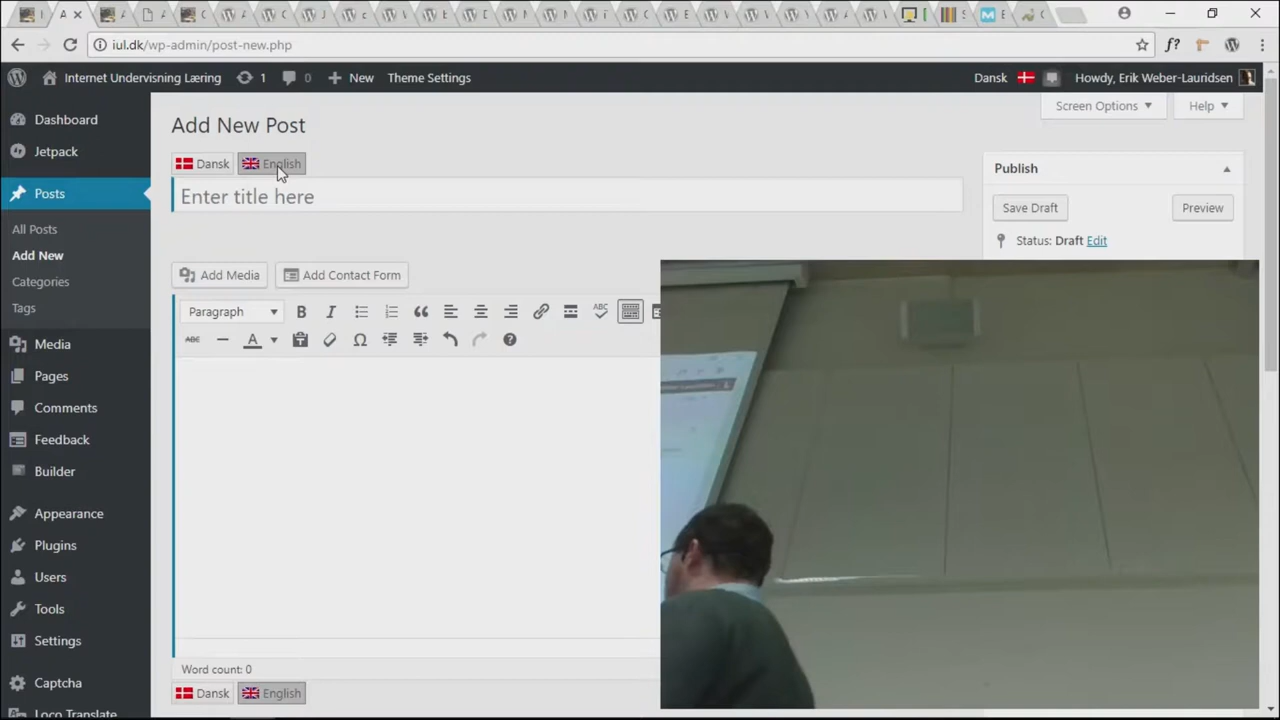 iul.dk/wp-admin/post-new.php
Internet Undervisning Læring 1 0 New Theme Settings Dansk Howdy, Erik Weber-Lauridsen
Screen Options Help
Dashboard
Jetpack
Posts
All Posts
Add New
Categories
Tags
Media
Pages
Comments
Feedback
Builder
Appearance
Plugins
Users
Tools
Settings
Captcha
Loco Translate
Add New Post
Dansk English
Enter title here
Add Media Add Contact Form
Paragraph
Word count: 0
Dansk English
Publish
Save Draft Preview
Status: Draft Edit